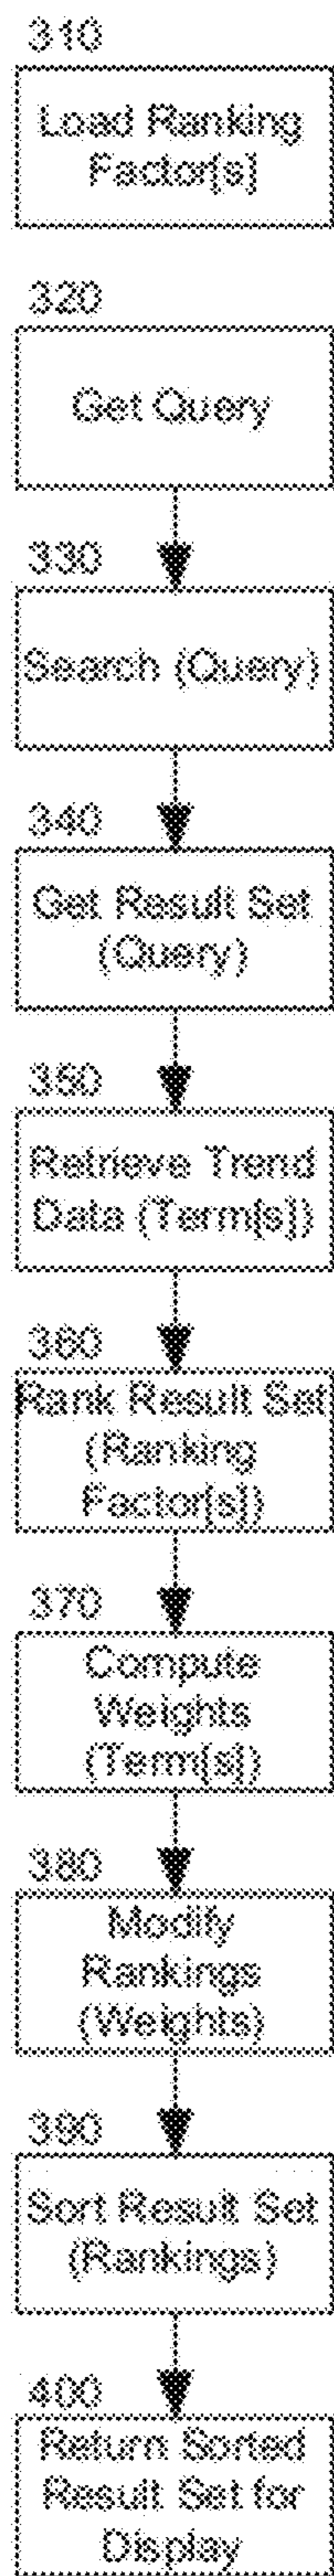 310
Load Ranking
Factor[s]
320
Get Query
330
Search (Query)
340
Get Result Set
(Query)
350
Retrieve Trend
Data (Term[s])
360
Rank Result Set
(Ranking
Factor[s])
370
Compute
Weights
(Term[s])
380
Modify
Rankings
(Weights)
390
Sort Result Set
(Rankings)
400
Return Sorted
Result Set for
Display